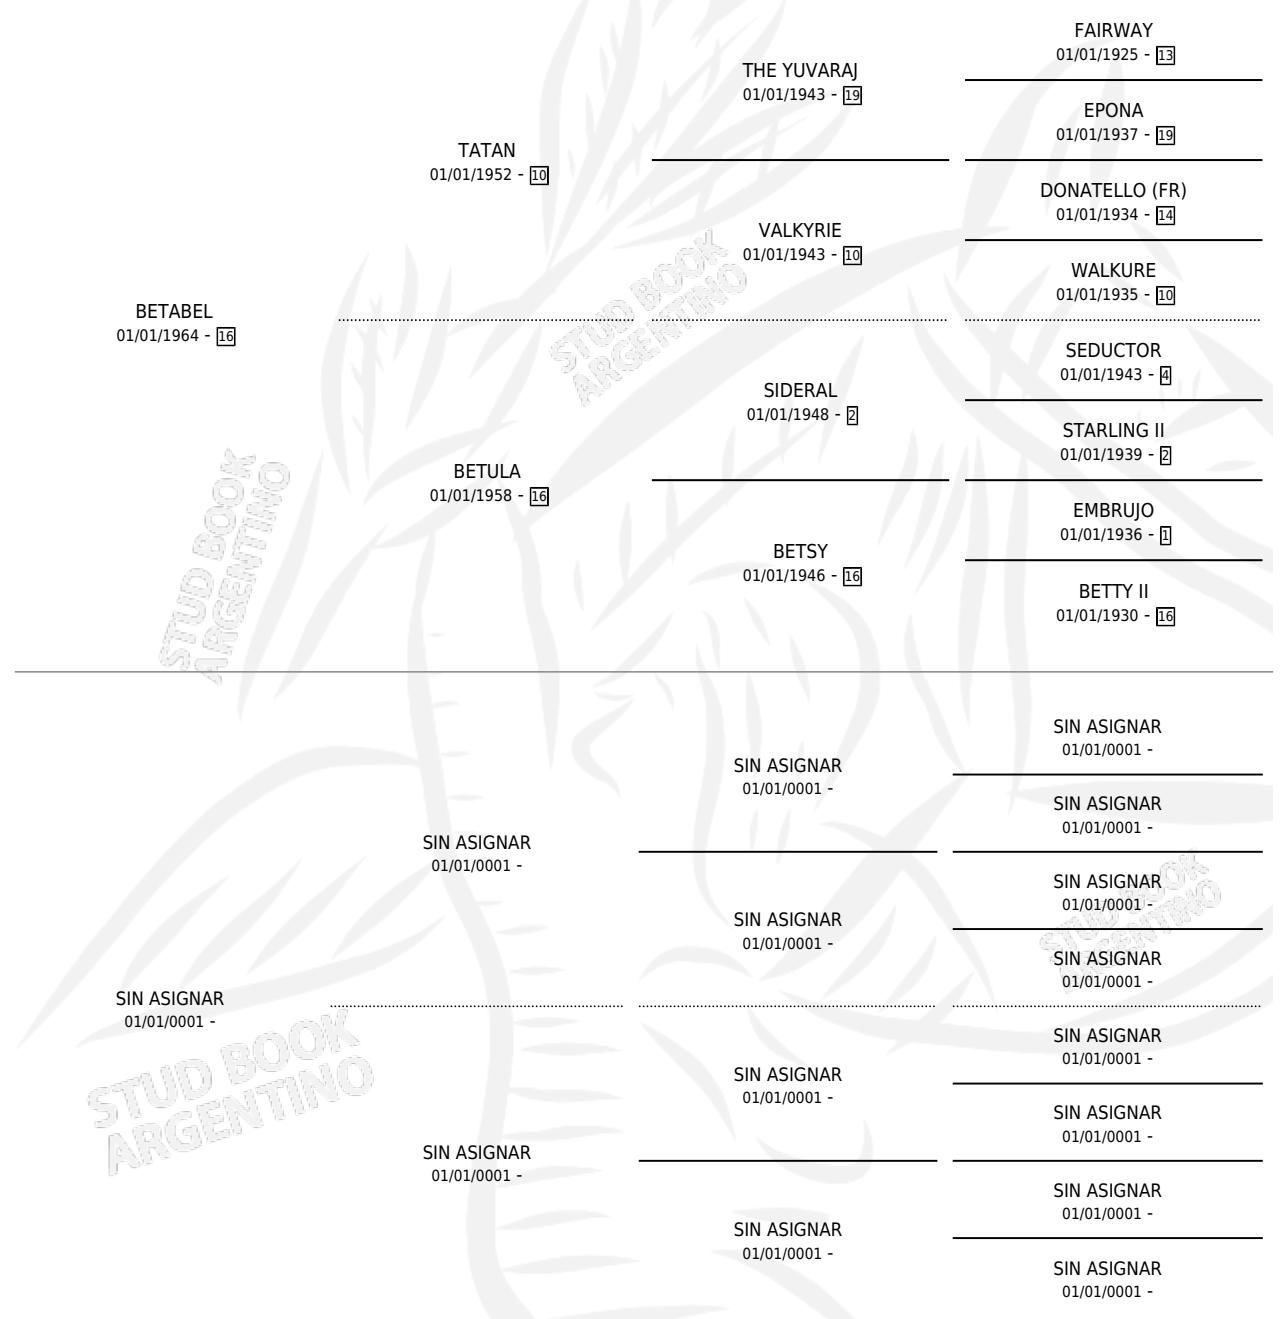 FAIRWAY
01/01/1925 - 13
THE YUVARAJ
01/01/1943 - 19
EPONA
01/01/1937 - 19
TATAN
01/01/1952 - 10
DONATELLO (FR)
01/01/1934 - 14
VALKYRIE
01/01/1943 - 10
WALKURE
01/01/1935 - 10
BETABEL
01/01/1964 - 16
SEDUCTOR
01/01/1943 - 4
SIDERAL
01/01/1948 - 2
STARLING II
01/01/1939 - 2
BETULA
01/01/1958 - 16
EMBRUJO
01/01/1936 - 1
BETSY
01/01/1946 - 16
BETTY II
01/01/1930 - 16
STUD BOOK
ARGENTINO
STUD BOOK
ARGENTINO
SIN ASIGNAR
01/01/0001 -
SIN ASIGNAR
01/01/0001 -
SIN ASIGNAR
01/01/0001 -
SIN ASIGNAR
01/01/0001 -
SIN ASIGNAR
01/01/0001 -
SIN ASIGNAR
01/01/0001 -
SIN ASIGNAR
01/01/0001 -
SIN ASIGNAR
01/01/0001 -
SIN ASIGNAR
01/01/0001 -
SIN ASIGNAR
01/01/0001 -
SIN ASIGNAR
01/01/0001 -
SIN ASIGNAR
01/01/0001 -
SIN ASIGNAR
01/01/0001 -
SIN ASIGNAR
01/01/0001 -
SIN ASIGNAR
01/01/0001 -
STUD BOOK
ARGENTINO
STUD BOOK
ARGENTINO